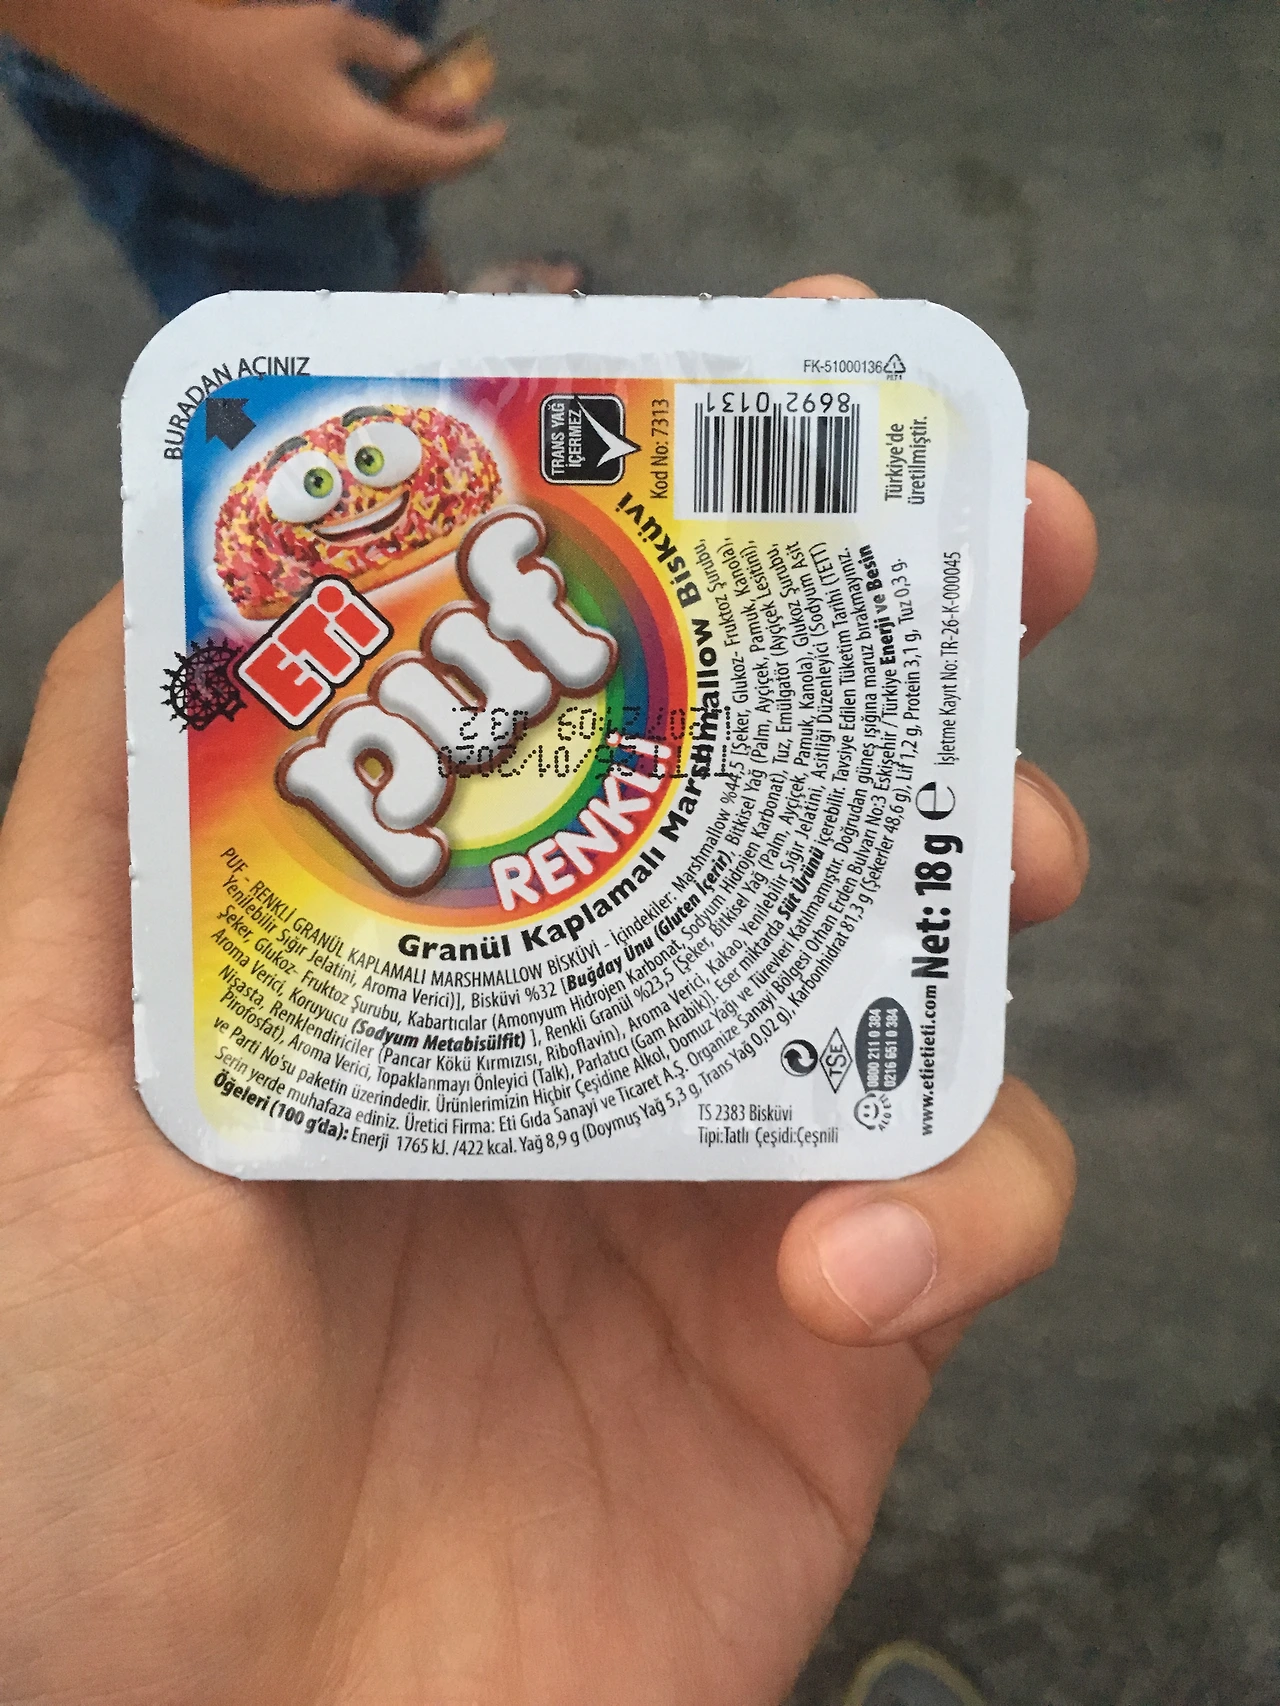 BURADAN AÇINIZ
FK-51000136
PET 1
TRANS YAĞ
İÇERMEZ
Kod No: 7313
8692 0131
Türkiye'de
üretilmiştir.
ETİ
puf
RENKLİ
Granül Kaplamalı Marshmallow Bisküvi
PUF - RENKLİ GRANÜL KAPLAMALI MARSHMALLOW BİSKÜVİ - İçindekiler: Marshmallow %44,5 [Şeker, Glukoz- Fruktoz Şurubu,
Yenilebilir Sığır Jelatini, Aroma Verici)], Bisküvi %32 [Buğday Unu (Gluten İçerir), Bitkisel Yağ (Palm, Ayçiçek, Pamuk, Kanola),
Şeker, Glukoz- Fruktoz Şurubu, Kabartıcılar (Amonyum Hidrojen Karbonat, Sodyum Hidrojen Karbonat), Tuz, Emülgatör (Ayçiçek Lesitini),
Aroma Verici, Koruyucu (Sodyum Metabisülfit) ], Renkli Granül %23,5 [Şeker, Bitkisel Yağ (Palm, Ayçiçek, Pamuk, Kanola), Glukoz Şurubu,
Nişasta, Renklendiriciler (Pancar Kökü Kırmızısı, Riboflavin), Aroma Verici, Kakao, Yenilebilir Sığır Jelatini, Asitliği Düzenleyici (Sodyum Asit
Pirofosfat), Aroma Verici, Topaklanmayı Önleyici (Talk), Parlatıcı (Gam Arabik)]. Eser miktarda Süt Ürünü içerebilir. Tavsiye Edilen Tüketim Tarihi (TETT)
ve Parti No'su paketin üzerindedir. Ürünlerimizin Hiçbir Çeşidine Alkol, Domuz Yağı ve Türevleri Katılmamıştır. Doğrudan güneş ışığına maruz bırakmayınız.
Serin yerde muhafaza ediniz. Üretici Firma: Eti Gıda Sanayi ve Ticaret A.Ş. Organize Sanayi Bölgesi Orhan Erden Bulvarı No:3 Eskişehir / Türkiye Enerji ve Besin
Öğeleri (100 g'da): Enerji 1765 kJ. /422 kcal. Yağ 8,9 g (Doymuş Yağ 5,3 g, Trans Yağ 0,02 g), Karbonhidrat 81,3 g (Şekerler 48,6 g), Lif 1,2 g, Protein 3,1 g, Tuz 0,3 g.
İşletme Kayıt No: TR-26-K-000045
Net: 18 g e
www.etietieti.com
TSE
0800 211 0 384
0216 651 0 384
TS 2383 Bisküvi
Tipi:Tatlı Çeşidi:Çeşnili